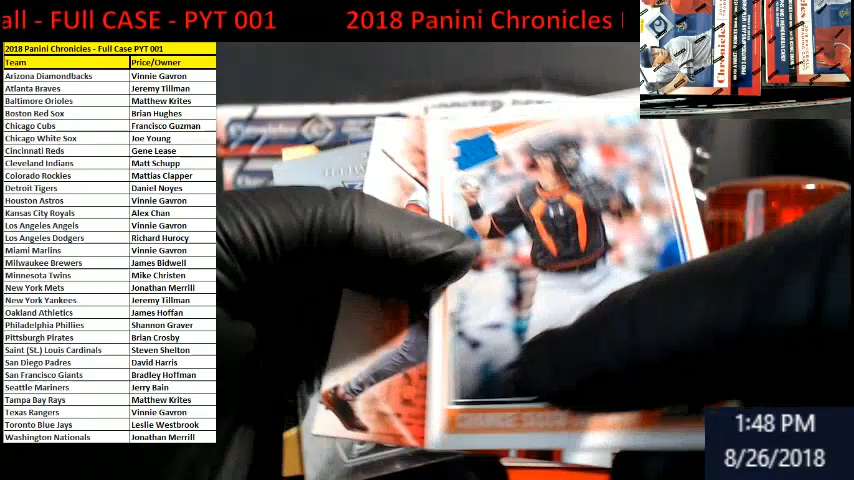 all - FUll CASE - PYT 001 2018 Panini Chronicles
2018 Panini Chronicles - Full Case PYT 001
Team Price/Owner
Arizona Diamondbacks Vinnie Gavron
Atlanta Braves Jeremy Tillman
Baltimore Orioles Matthew Krites
Boston Red Sox Brian Hughes
Chicago Cubs Francisco Guzman
Chicago White Sox Joe Young
Cincinnati Reds Gene Lease
Cleveland Indians Matt Schupp
Colorado Rockies Mattias Clapper
Detroit Tigers Daniel Noyes
Houston Astros Vinnie Gavron
Kansas City Royals Alex Chan
Los Angeles Angels Vinnie Gavron
Los Angeles Dodgers Richard Hurocy
Miami Marlins Vinnie Gavron
Milwaukee Brewers James Bidwell
Minnesota Twins Mike Christen
New York Mets Jonathan Merrill
New York Yankees Jeremy Tillman
Oakland Athletics James Hoffan
Philadelphia Phillies Shannon Graver
Pittsburgh Pirates Brian Crosby
Saint (St.) Louis Cardinals Steven Shelton
San Diego Padres David Harris
San Francisco Giants Bradley Hoffman
Seattle Mariners Jerry Bain
Tampa Bay Rays Matthew Krites
Texas Rangers Vinnie Gavron
Toronto Blue Jays Leslie Westbrook
Washington Nationals Jonathan Merrill
Chronicles
1:48 PM
8/26/2018